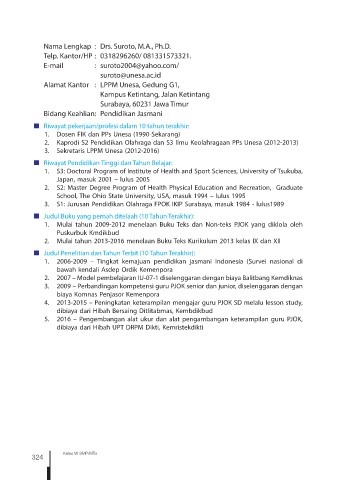 Nama Lengkap : Drs. Suroto, M.A., Ph.D.
Telp. Kantor/HP : 0318296260/ 081331573321.
E-mail : suroto2004@yahoo.com/
suroto@unesa.ac.id
Alamat Kantor : LPPM Unesa, Gedung G1,
Kampus Ketintang, Jalan Ketintang
Surabaya, 60231 Jawa Timur
Bidang Keahlian: Pendidikan Jasmani
■ Riwayat pekerjaan/profesi dalam 10 tahun terakhir:
1. Dosen FIK dan PPs Unesa (1990-Sekarang)
2. Kaprodi S2 Pendidikan Olahraga dan S3 Ilmu Keolahragaan PPs Unesa (2012-2013)
3. Sekretaris LPPM Unesa (2012-2016)
■ Riwayat Pendidikan Tinggi dan Tahun Belajar:
1. S3: Doctoral Program of Institute of Health and Sport Sciences, University of Tsukuba,
Japan, masuk 2001 – lulus 2005
2. S2: Master Degree Program of Health Physical Education and Recreation, Graduate
School, The Ohio State University, USA, masuk 1994 – lulus 1995
3. S1: Jurusan Pendidikan Olahraga FPOK IKIP Surabaya, masuk 1984 - lulus1989
■ Judul Buku yang pernah ditelaah (10 Tahun Terakhir):
1. Mulai tahun 2009-2012 menelaan Buku Teks dan Non-teks PJOK yang diklola oleh
Puskurbuk Kmdikbud
2. Mulai tahun 2013-2016 menelaan Buku Teks Kurikulum 2013 kelas IX dan XII
■ Judul Penelitian dan Tahun Terbit (10 Tahun Terakhir):
1. 2006-2009 – Tingkat kemajuan pendidikan jasmani Indonesia (Survei nasional di
bawah kendali Asdep Ordik Kemenpora
2. 2007 – Model pembelajaran IU-07-1 diselenggaran dengan biaya Balitbang Kemdiknas
3. 2009 – Perbandingan kompetensi guru PJOK senior dan junior, diselenggaran dengan
biaya Komnas Penjasor Kemenpora
4. 2013-2015 – Peningkatan keterampilan mengajar guru PJOK SD melalu lesson study,
dibiaya dari Hibah Bersaing Ditlitabmas, Kembdikbud
5. 2016 – Pengembangan alat ukur dan alat pengambangan keterampilan guru PJOK,
dibiaya dari Hibah UPT DRPM Dikti, Kemristekdikti
324 Kelas VII SMP/MTs